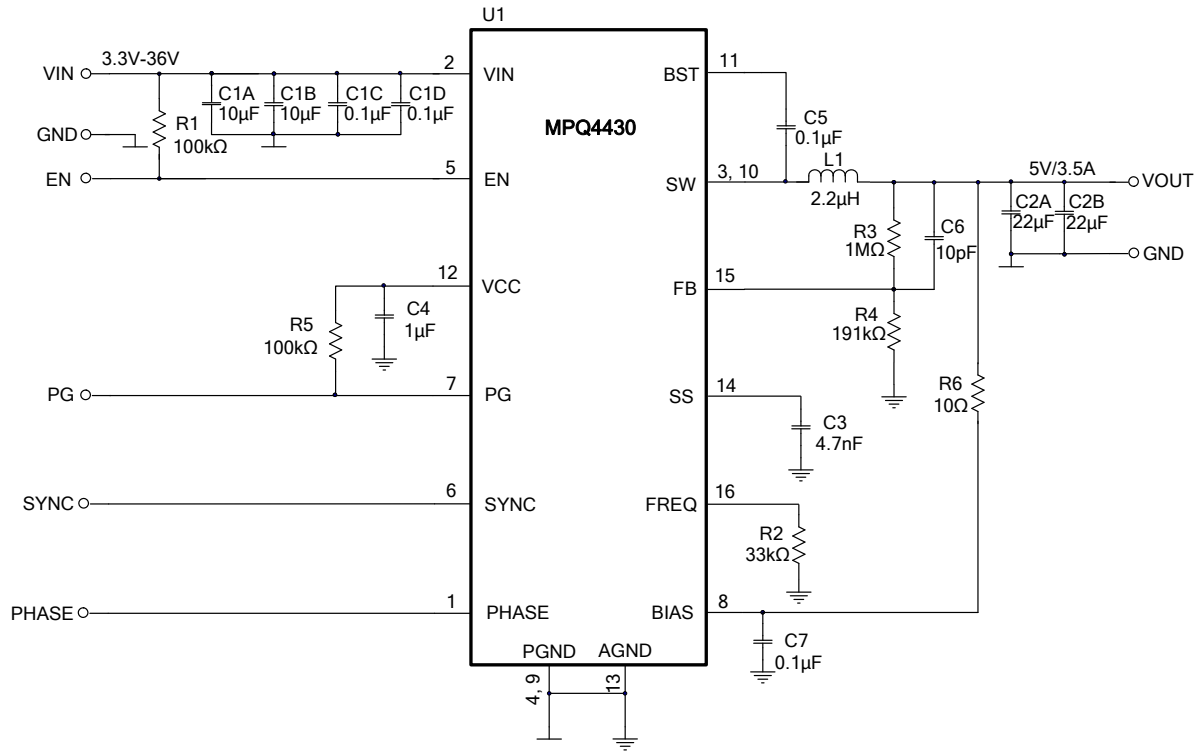 U1
VIN
3.3V-36V
2
VIN
BST
11
C1A
10µF
C1B
10µF
C1C
0.1µF
C1D
0.1µF
MPQ4430
C5
0.1µF
GND
R1
100kΩ
EN
5
EN
SW
3, 10
L1
2.2µH
5V/3.5A
VOUT
C2A
22µF
C2B
22µF
R3
1MΩ
C6
10pF
GND
12
VCC
FB
15
C4
1µF
R5
100kΩ
R4
191kΩ
PG
7
PG
SS
14
R6
10Ω
C3
4.7nF
SYNC
6
SYNC
FREQ
16
R2
33kΩ
PHASE
1
PHASE
BIAS
8
C7
0.1µF
PGND
AGND
4, 9
13